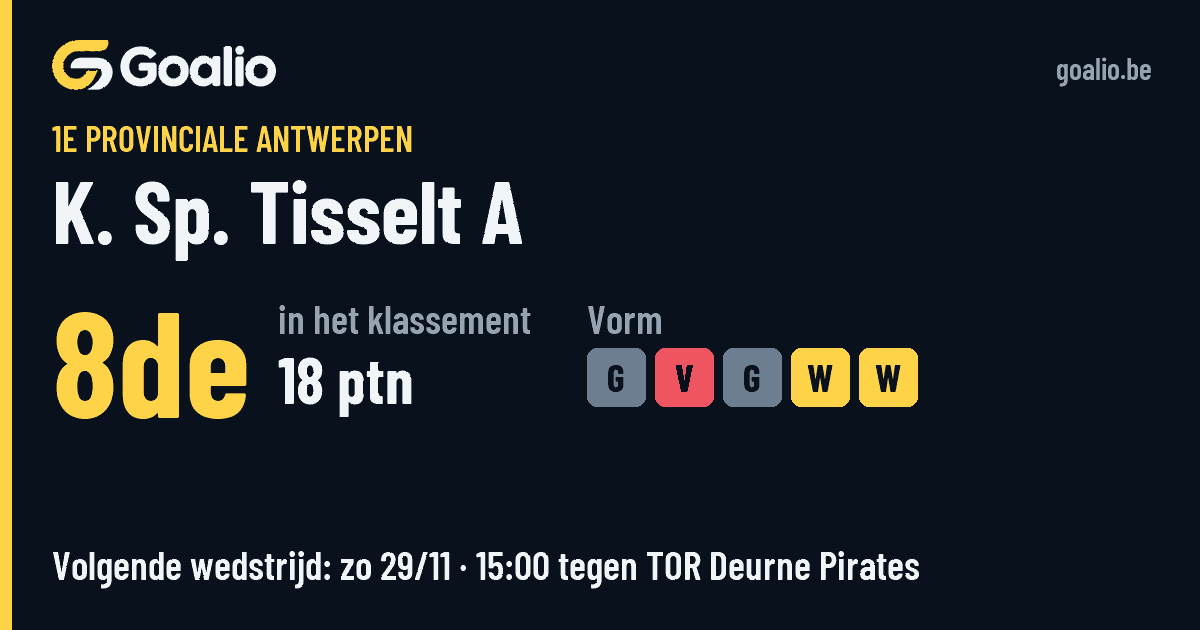 Goalio
goalio.be
1E PROVINCIALE ANTWERPEN
K. Sp. Tisselt A
8de
in het klassement
18 ptn
Vorm
G V G W W
Volgende wedstrijd: zo 29/11 · 15:00 tegen TOR Deurne Pirates